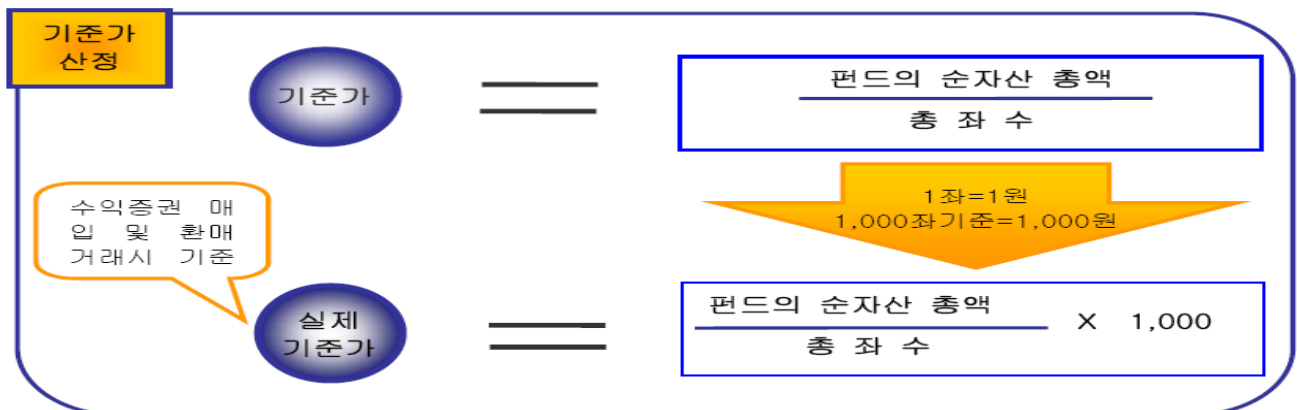 기준가
산정
기준가
펀드의 순자산 총액
총 좌 수
1좌=1원
1,000좌기준=1,000원
수익증권 매
입 및 환매
거래시 기준
실제
기준가
펀드의 순자산 총액
총 좌 수
X 1,000